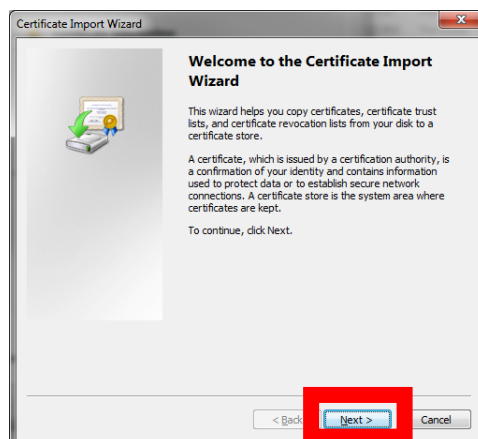 Certificate Import Wizard
Welcome to the Certificate Import
Wizard
This wizard helps you copy certificates, certificate trust
lists, and certificate revocation lists from your disk to a
certificate store.
A certificate, which is issued by a certification authority, is
a confirmation of your identity and contains information
used to protect data or to establish secure network
connections. A certificate store is the system area where
certificates are kept.
To continue, click Next.
< Back Next > Cancel